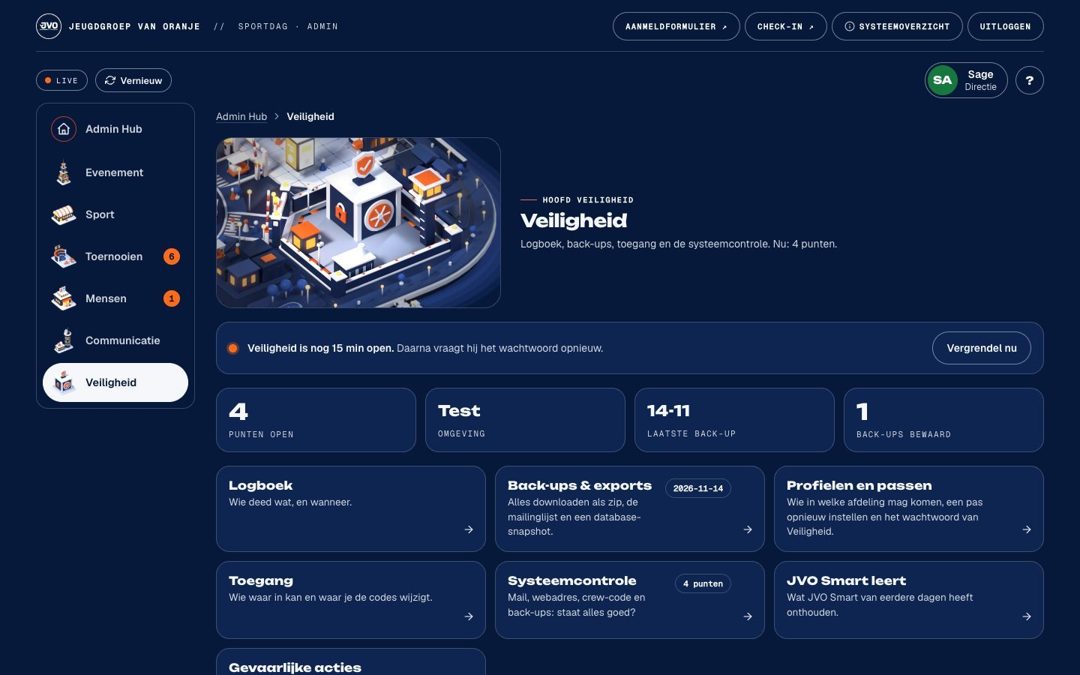 JVO JEUGDGROEP VAN ORANJE // SPORTDAG · ADMIN
AANMELDFORMULIER ↗
CHECK-IN ↗
SYSTEEMOVERZICHT
UITLOGGEN
LIVE
Vernieuw
SA
Sage
Directie
?
Admin Hub
Evenement
Sport
Toernooien 6
Mensen 1
Communicatie
Veiligheid
Admin Hub > Veiligheid
HOOFD VEILIGHEID
Veiligheid
Logboek, back-ups, toegang en de systeemcontrole. Nu: 4 punten.
Veiligheid is nog 15 min open. Daarna vraagt hij het wachtwoord opnieuw.
Vergrendel nu
4
PUNTEN OPEN
Test
OMGEVING
14-11
LAATSTE BACK-UP
1
BACK-UPS BEWAARD
Logboek
Wie deed wat, en wanneer.
→
Back-ups & exports
2026-11-14
Alles downloaden als zip, de
mailinglijst en een database-
snapshot.
→
Profielen en passen
Wie in welke afdeling mag komen, een pas
opnieuw instellen en het wachtwoord van
Veiligheid.
→
Toegang
Wie waar in kan en waar je de codes wijzigt.
→
Systeemcontrole
4 punten
Mail, webadres, crew-code en
back-ups: staat alles goed?
→
JVO Smart leert
Wat JVO Smart van eerdere dagen heeft
onthouden.
→
Gevaarlijke acties